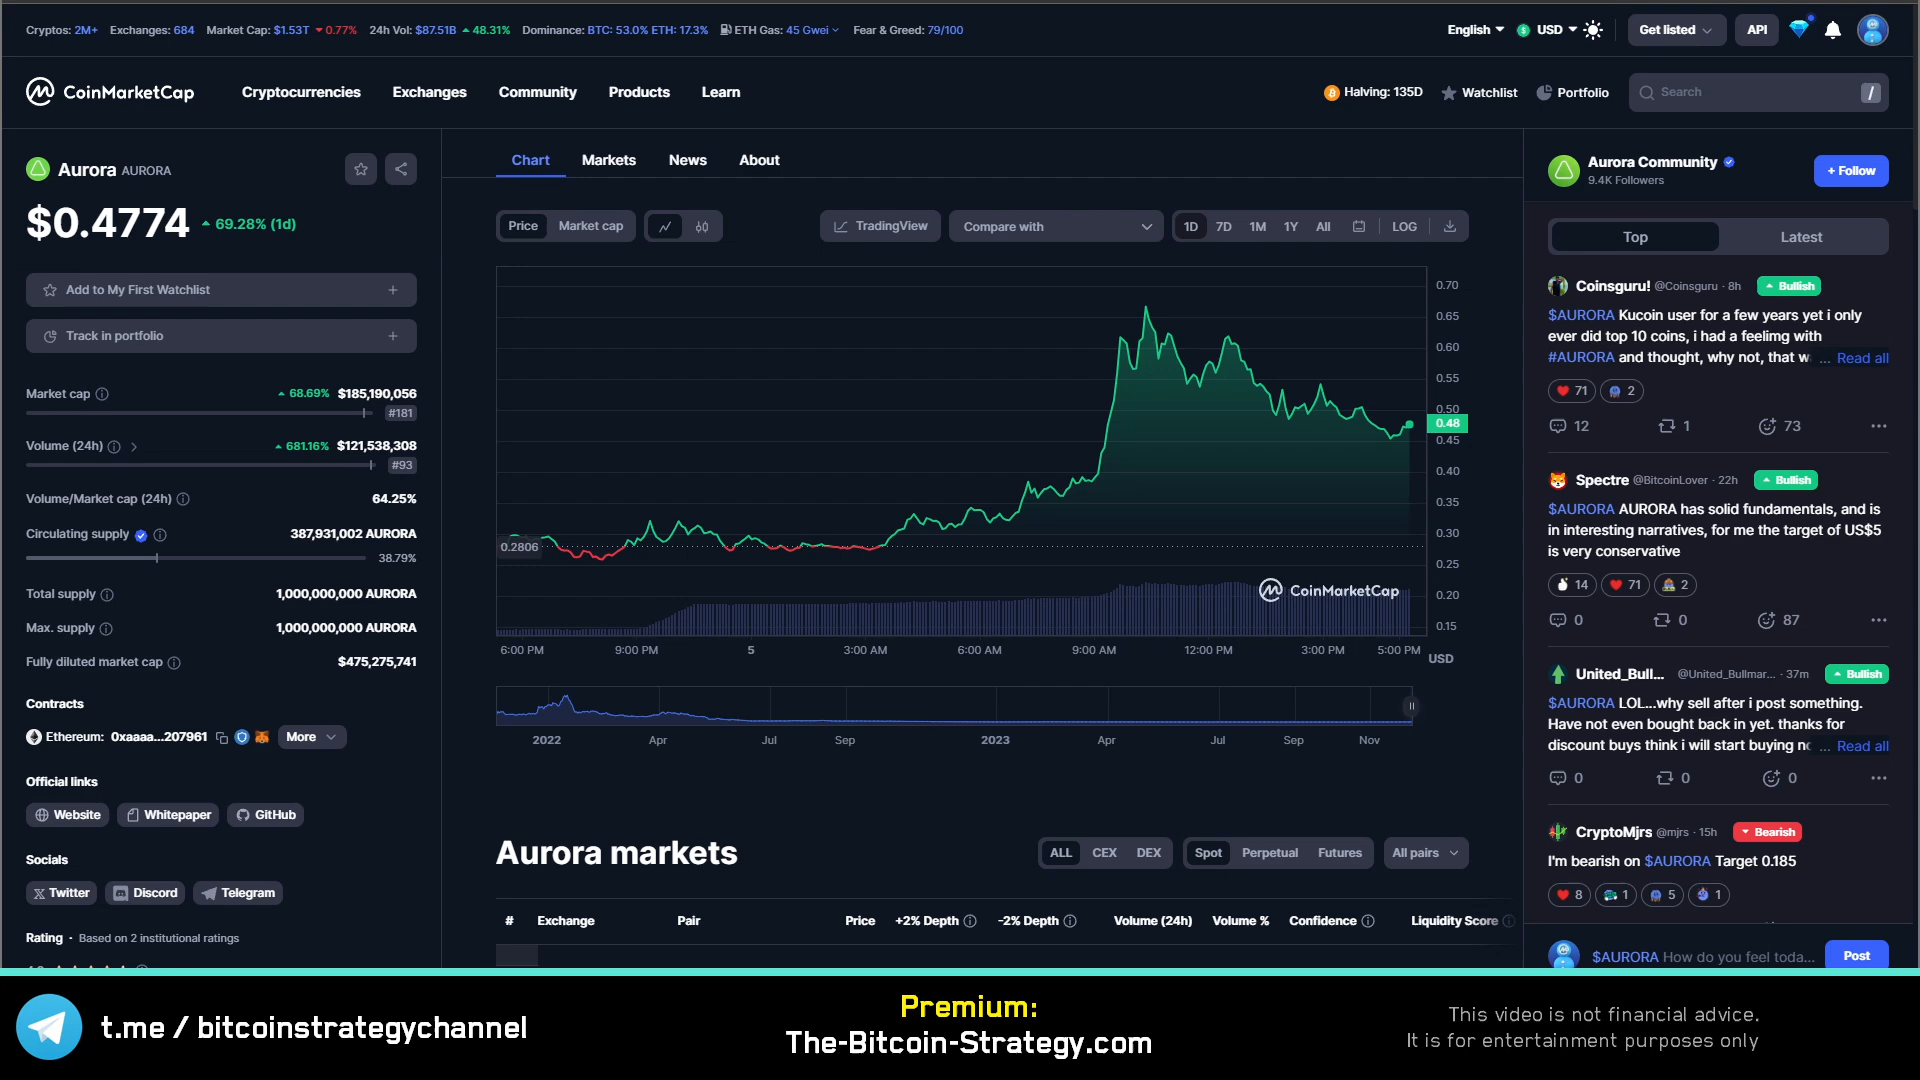 Cryptos: 2M+ Exchanges: 684 Market Cap: $1.53T 0.77% 24h Vol: $87.51B 48.31% Dominance: BTC: 53.0% ETH: 17.3% ETH Gas: 45 Gwei Fear & Greed: 79/100
English USD Get listed API
CoinMarketCap Cryptocurrencies Exchanges Community Products Learn
Halving: 135D Watchlist Portfolio Search /
Aurora AURORA
$0.4774 69.28% (1d)
Add to My First Watchlist +
Track in portfolio +
Market cap 68.69% $185,190,056
#181
Volume (24h) 681.16% $121,538,308
#93
Volume/Market cap (24h) 64.25%
Circulating supply 387,931,002 AURORA
38.79%
Total supply 1,000,000,000 AURORA
Max. supply 1,000,000,000 AURORA
Fully diluted market cap $475,275,741
Contracts
Ethereum: 0xaaaa...207961 More
Official links
Website Whitepaper GitHub
Socials
Twitter Discord Telegram
Rating · Based on 2 institutional ratings
Chart Markets News About
Price Market cap TradingView Compare with 1D 7D 1M 1Y All LOG
0.70
0.65
0.60
0.55
0.50
0.48
0.45
0.40
0.35
0.30
0.2806
0.25
0.20
0.15
CoinMarketCap
6:00 PM 9:00 PM 5 3:00 AM 6:00 AM 9:00 AM 12:00 PM 3:00 PM 5:00 PM
USD
2022 Apr Jul Sep 2023 Apr Jul Sep Nov
Aurora markets
ALL CEX DEX Spot Perpetual Futures All pairs
# Exchange Pair Price +2% Depth -2% Depth Volume (24h) Volume % Confidence Liquidity Score
Aurora Community
9.4K Followers
+ Follow
Top Latest
Coinsguru! @Coinsguru · 8h Bullish
$AURORA Kucoin user for a few years yet i only
ever did top 10 coins, i had a feelimg with
#AURORA and thought, why not, that w ... Read all
71 2
12 1 73
Spectre @BitcoinLover · 22h Bullish
$AURORA AURORA has solid fundamentals, and is
in interesting narratives, for me the target of US$5
is very conservative
14 71 2
0 0 87
United_Bull... @United_Bullmar... · 37m Bullish
$AURORA LOL...why sell after i post something.
Have not even bought back in yet. thanks for
discount buys think i will start buying no ... Read all
0 0 0
CryptoMjrs @mjrs · 15h Bearish
I'm bearish on $AURORA Target 0.185
8 1 5 1
$AURORA How do you feel toda... Post
t.me / bitcoinstrategychannel
Premium:
The-Bitcoin-Strategy.com
This video is not financial advice.
It is for entertainment purposes only